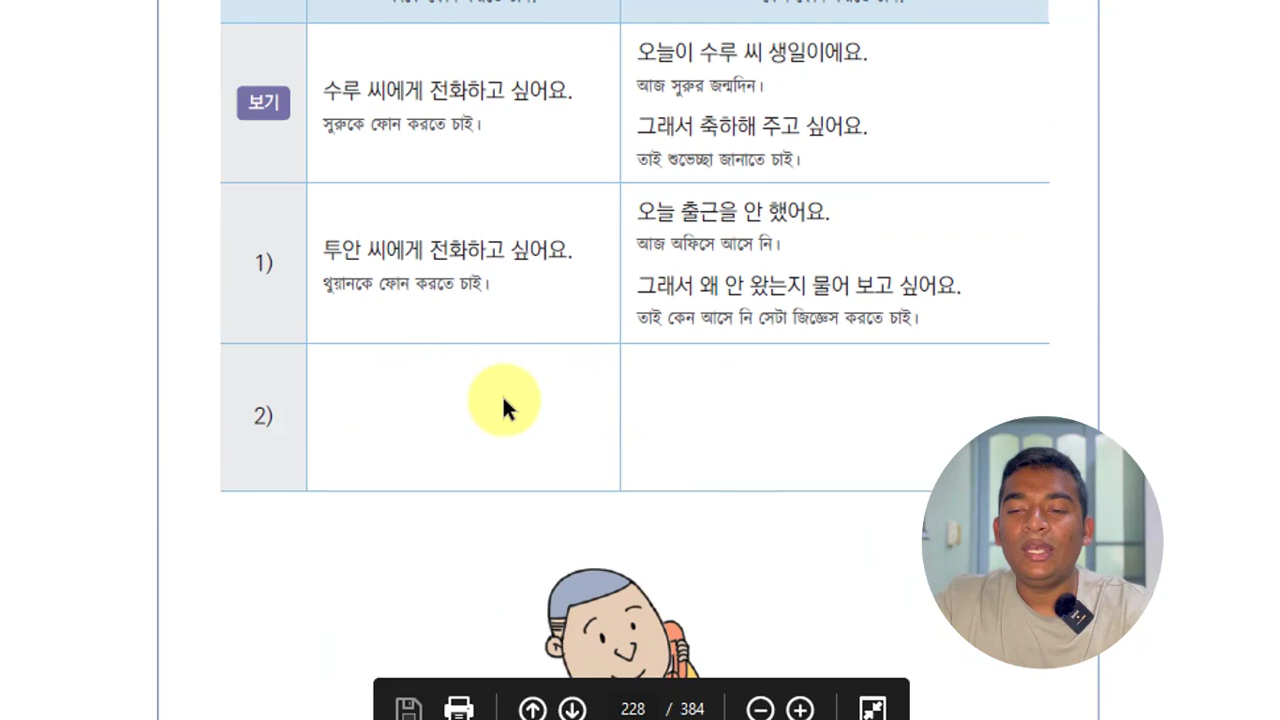 보기
수루 씨에게 전화하고 싶어요.
সুরুকে ফোন করতে চাই।
오늘이 수루 씨 생일이에요.
আজ সুরুর জন্মদিন।
그래서 축하해 주고 싶어요.
তাই শুভেচ্ছা জানাতে চাই।
1)
투안 씨에게 전화하고 싶어요.
থুয়ানকে ফোন করতে চাই।
오늘 출근을 안 했어요.
আজ অফিসে আসে নি।
그래서 왜 안 왔는지 물어 보고 싶어요.
তাই কেন আসে নি সেটা জিজ্ঞেস করতে চাই।
2)
228 / 384